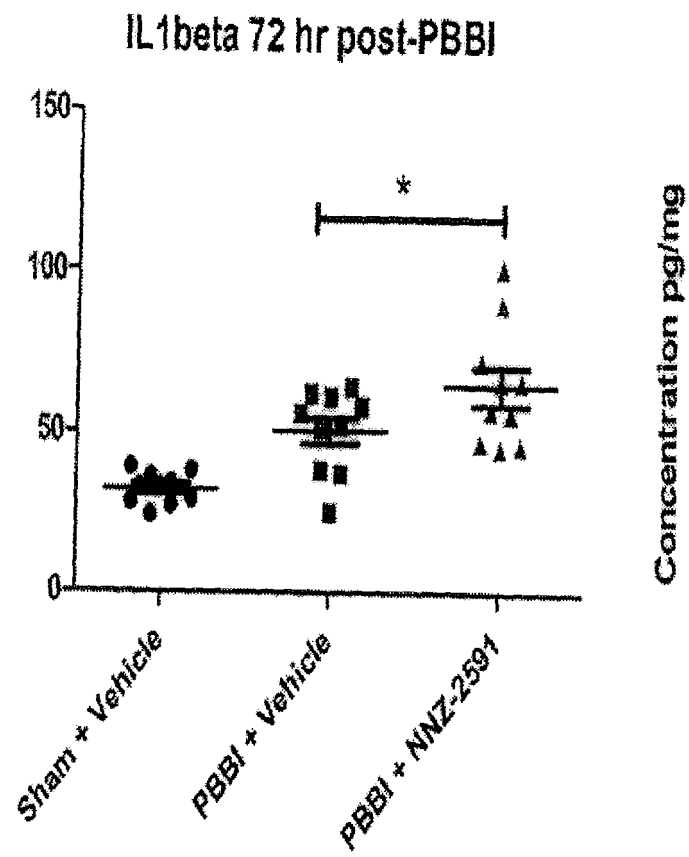 IL1beta 72 hr post-PBBI
150
*
100
50
0
Concentration pg/mg
Sham + Vehicle
PBBI + Vehicle
PBBI + NNZ-2591